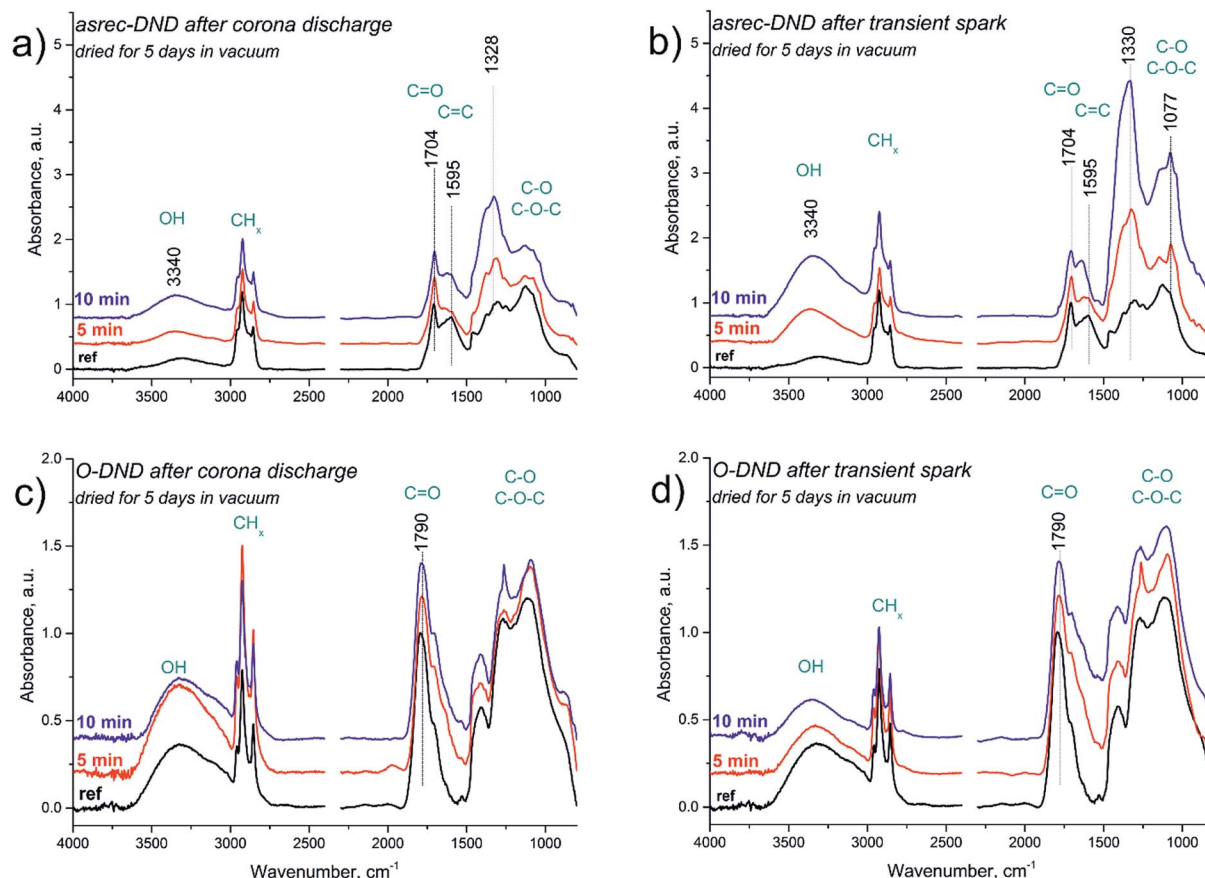 a)
asrec-DND after corona discharge
dried for 5 days in vacuum
1328
C=O
C=C
1704
1595
C-O
C-O-C
OH
3340
CHx
10 min
5 min
ref
Absorbance, a.u.
5
4
3
2
1
0
4000 3500 3000 2500 2000 1500 1000
b)
asrec-DND after transient spark
dried for 5 days in vacuum
1330
C-O
C-O-C
C=O
C=C
1704
1595
1077
CHx
OH
3340
10 min
5 min
ref
Absorbance, a.u.
5
4
3
2
1
0
4000 3500 3000 2500 2000 1500 1000
c)
O-DND after corona discharge
dried for 5 days in vacuum
C=O
1790
C-O
C-O-C
CHx
OH
10 min
5 min
ref
Absorbance, a.u.
2.0
1.5
1.0
0.5
0.0
4000 3500 3000 2500 2000 1500 1000
Wavenumber, cm-1
d)
O-DND after transient spark
dried for 5 days in vacuum
C=O
1790
C-O
C-O-C
CHx
OH
10 min
5 min
ref
Absorbance, a.u.
2.0
1.5
1.0
0.5
0.0
4000 3500 3000 2500 2000 1500 1000
Wavenumber, cm-1